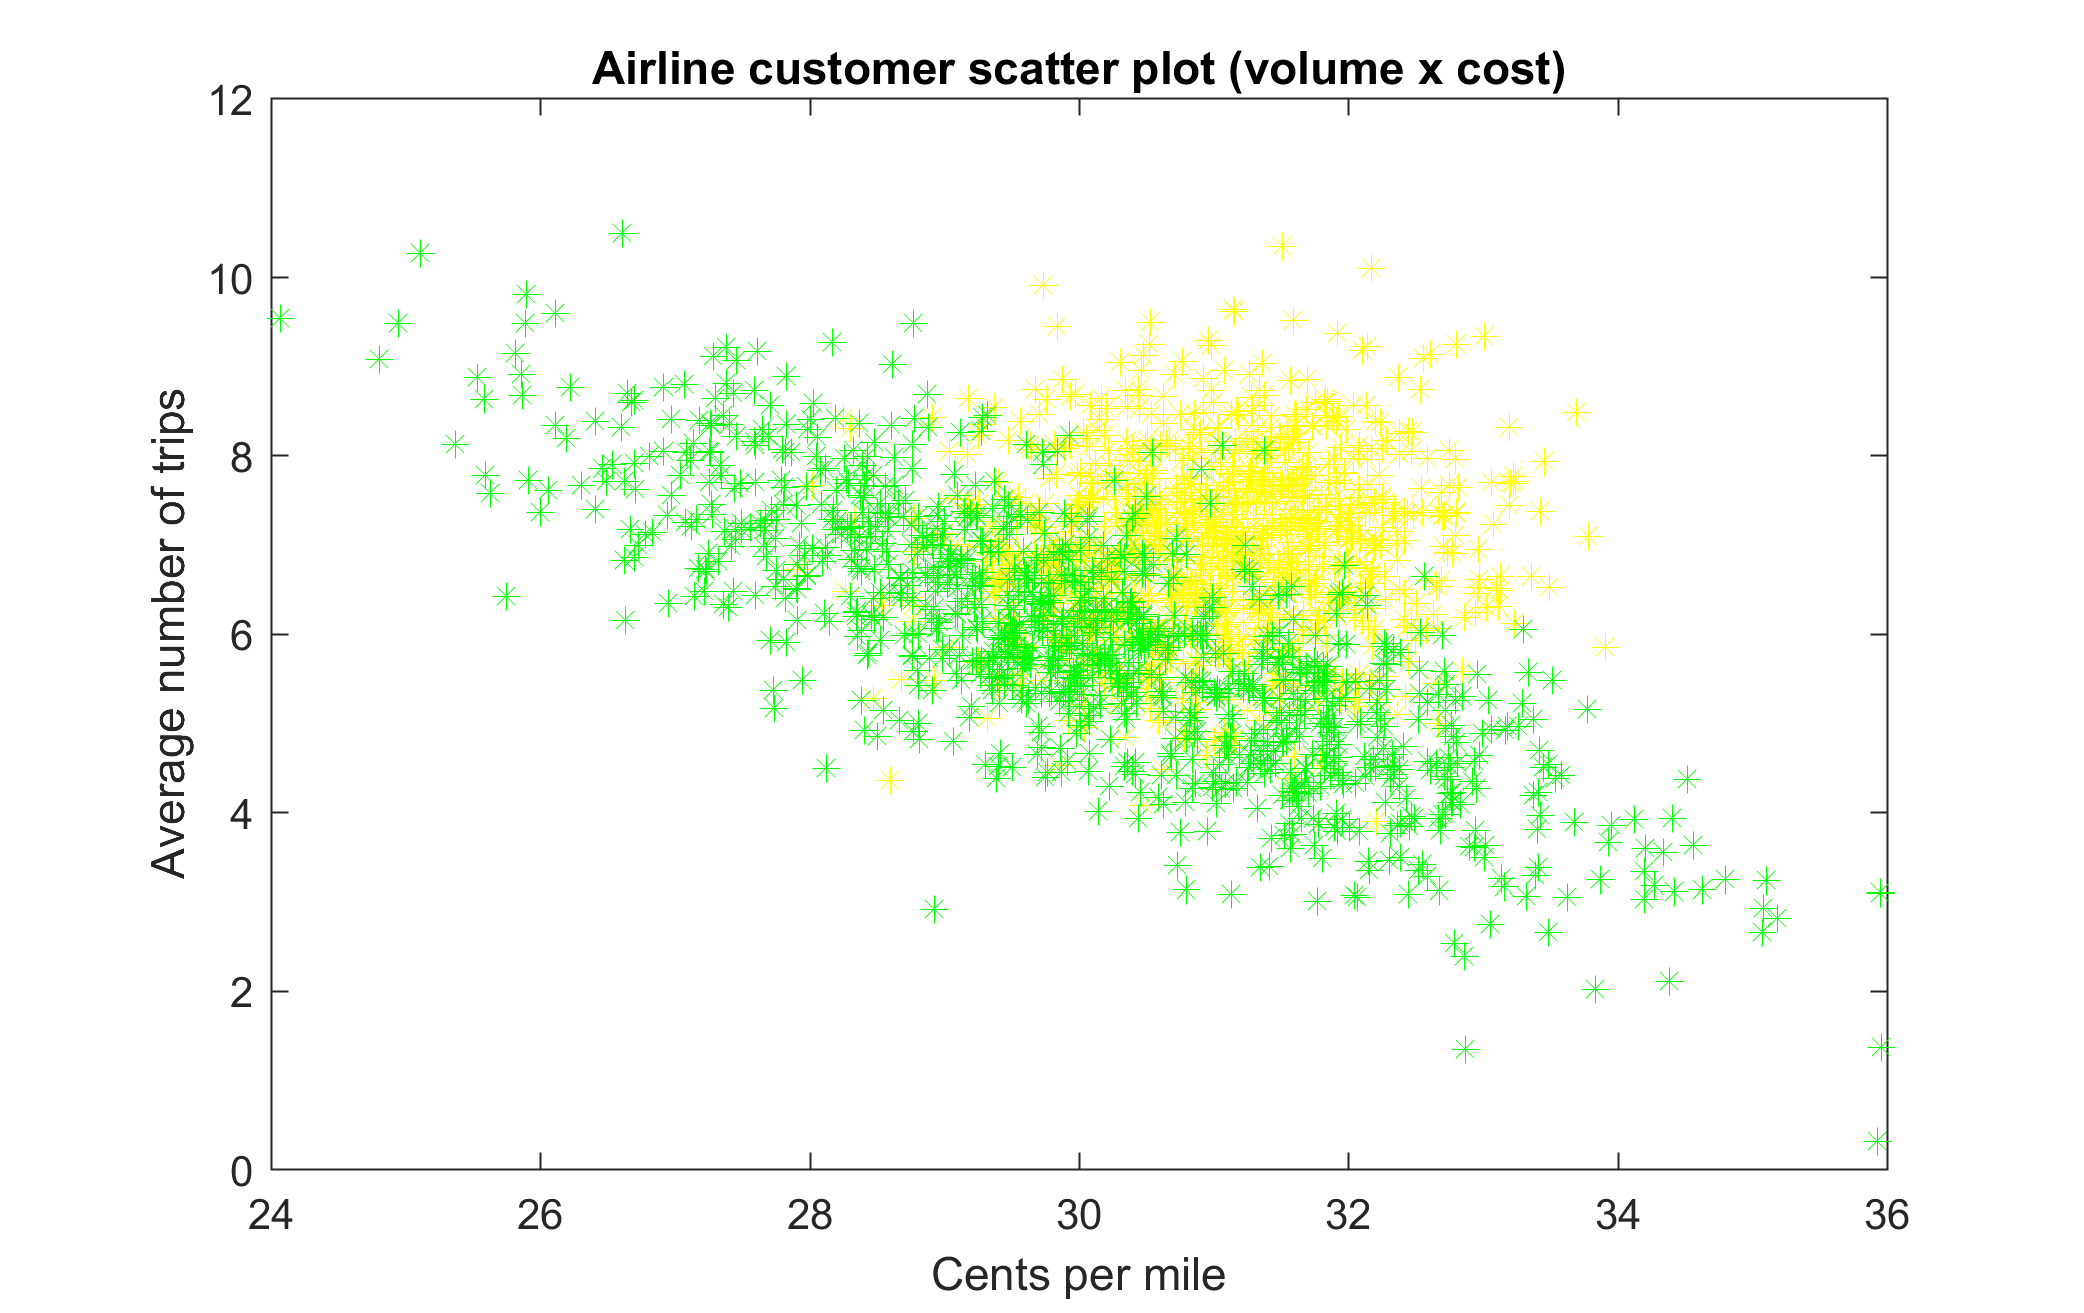 Airline customer scatter plot (volume x cost)
12
10
8
6
4
2
0
Average number of trips
24 26 28 30 32 34 36
Cents per mile